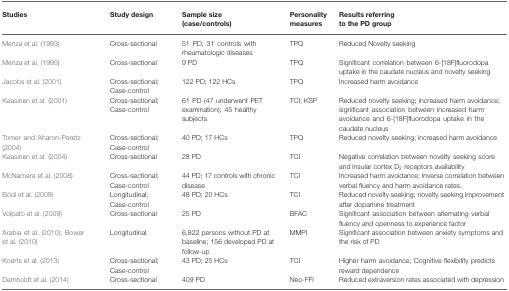 Studies Study design Sample size (case/controls) Personality measures Results referring to the PD group
Menza et al. (1993) Cross-sectional 51 PD; 31 controls with rheumatologic diseases TPQ Reduced Novelty seeking
Menza et al. (1995) Cross-sectional 9 PD TPQ Significant correlation between 6-[18F]fluorodopa uptake in the caudate nucleus and novelty seeking
Jacobs et al. (2001) Cross-sectional; Case-control 122 PD; 122 HCs TPQ Increased harm avoidance
Kaasinen et al. (2001) Cross-sectional; Case-control 61 PD (47 underwent PET examination); 45 healthy subjects TCI; KSP Reduced novelty seeking; increased harm avoidance; significant association between increased harm avoidance and 6-[18F]fluorodopa uptake in the caudate nucleus
Tomer and Aharon-Peretz (2004) Cross-sectional; Case-control 40 PD; 17 HCs TPQ Reduced novelty seeking; increased harm avoidance
Kaasinen et al. (2004) Cross-sectional 28 PD TCI Negative correlation between novelty seeking score and insular cortex D2 receptors availability
McNamara et al. (2008) Cross-sectional; Case-control 44 PD; 17 controls with chronic disease TCI Increased harm avoidance; Inverse correlation between verbal fluency and harm avoidance rates.
Bódi et al. (2009) Longitudinal; Case-control 48 PD; 20 HCs TCI Reduced novelty seeking; novelty seeking improvement after dopamine treatment
Volpato et al. (2009) Cross-sectional 25 PD BFAC Significant association between alternating verbal fluency and openness to experience factor
Arabia et al. (2010); Bower et al. (2010) Longitudinal 6,822 persons without PD at baseline; 156 developed PD at follow-up MMPI Significant association between anxiety symptoms and the risk of PD
Koerts et al. (2013) Cross-sectional; Case-control 43 PD; 25 HCs TCI Higher harm avoidance; Cognitive flexibility predicts reward dependence
Damholdt et al. (2014) Cross-sectional 409 PD Neo-FFI Reduced extraversion rates associated with depression